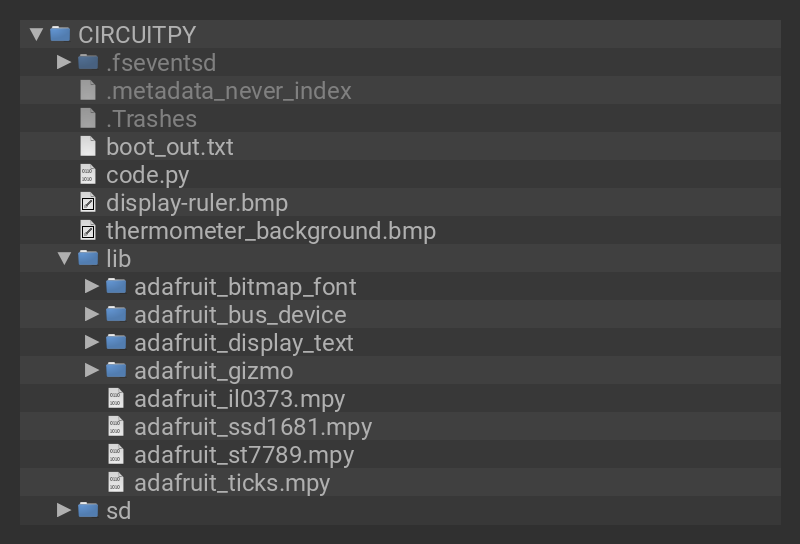 CIRCUITPY
.fseventsd
.metadata_never_index
.Trashes
boot_out.txt
code.py
display-ruler.bmp
thermometer_background.bmp
lib
adafruit_bitmap_font
adafruit_bus_device
adafruit_display_text
adafruit_gizmo
adafruit_il0373.mpy
adafruit_ssd1681.mpy
adafruit_st7789.mpy
adafruit_ticks.mpy
sd